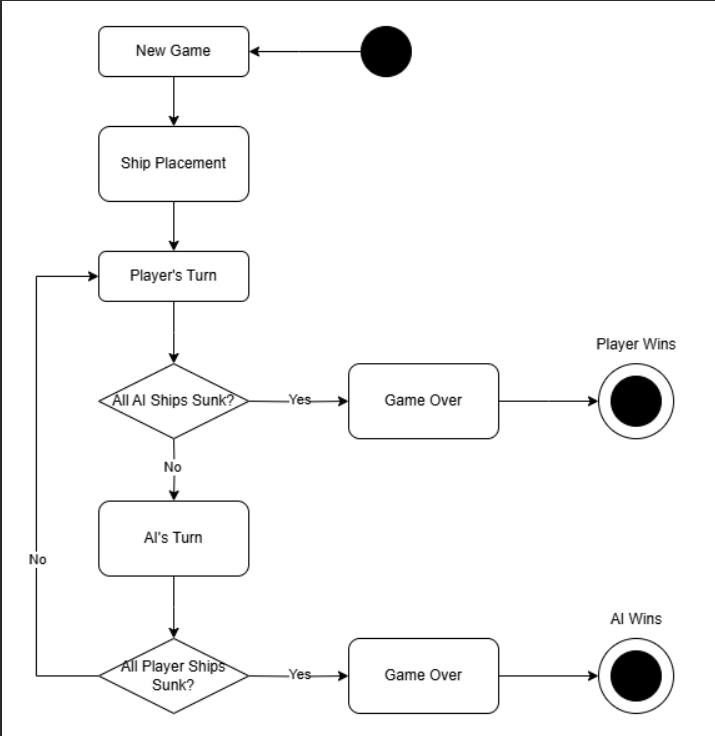 New Game
Ship Placement
Player's Turn
Player Wins
All AI Ships Sunk?
Yes
Game Over
No
AI's Turn
No
AI Wins
All Player Ships
Sunk?
Yes
Game Over